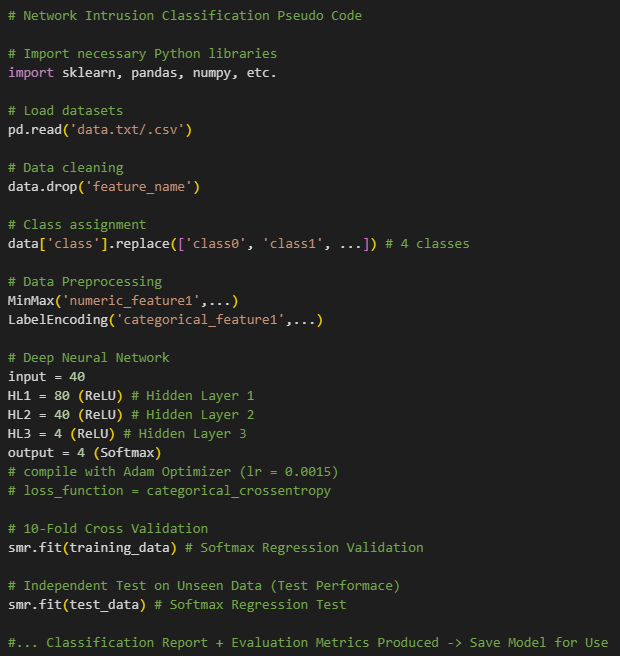 # Network Intrusion Classification Pseudo Code
# Import necessary Python libraries
import sklearn, pandas, numpy, etc.
# Load datasets
pd.read('data.txt/.csv')
# Data cleaning
data.drop('feature_name')
# Class assignment
data['class'].replace(['class0', 'class1', ...]) # 4 classes
# Data Preprocessing
MinMax('numeric_feature1',...)
LabelEncoding('categorical_feature1',...)
# Deep Neural Network
input = 40
HL1 = 80 (ReLU) # Hidden Layer 1
HL2 = 40 (ReLU) # Hidden Layer 2
HL3 = 4 (ReLU) # Hidden Layer 3
output = 4 (Softmax)
# compile with Adam Optimizer (lr = 0.0015)
# loss_function = categorical_crossentropy
# 10-Fold Cross Validation
smr.fit(training_data) # Softmax Regression Validation
# Independent Test on Unseen Data (Test Performace)
smr.fit(test_data) # Softmax Regression Test
#... Classification Report + Evaluation Metrics Produced -> Save Model for Use